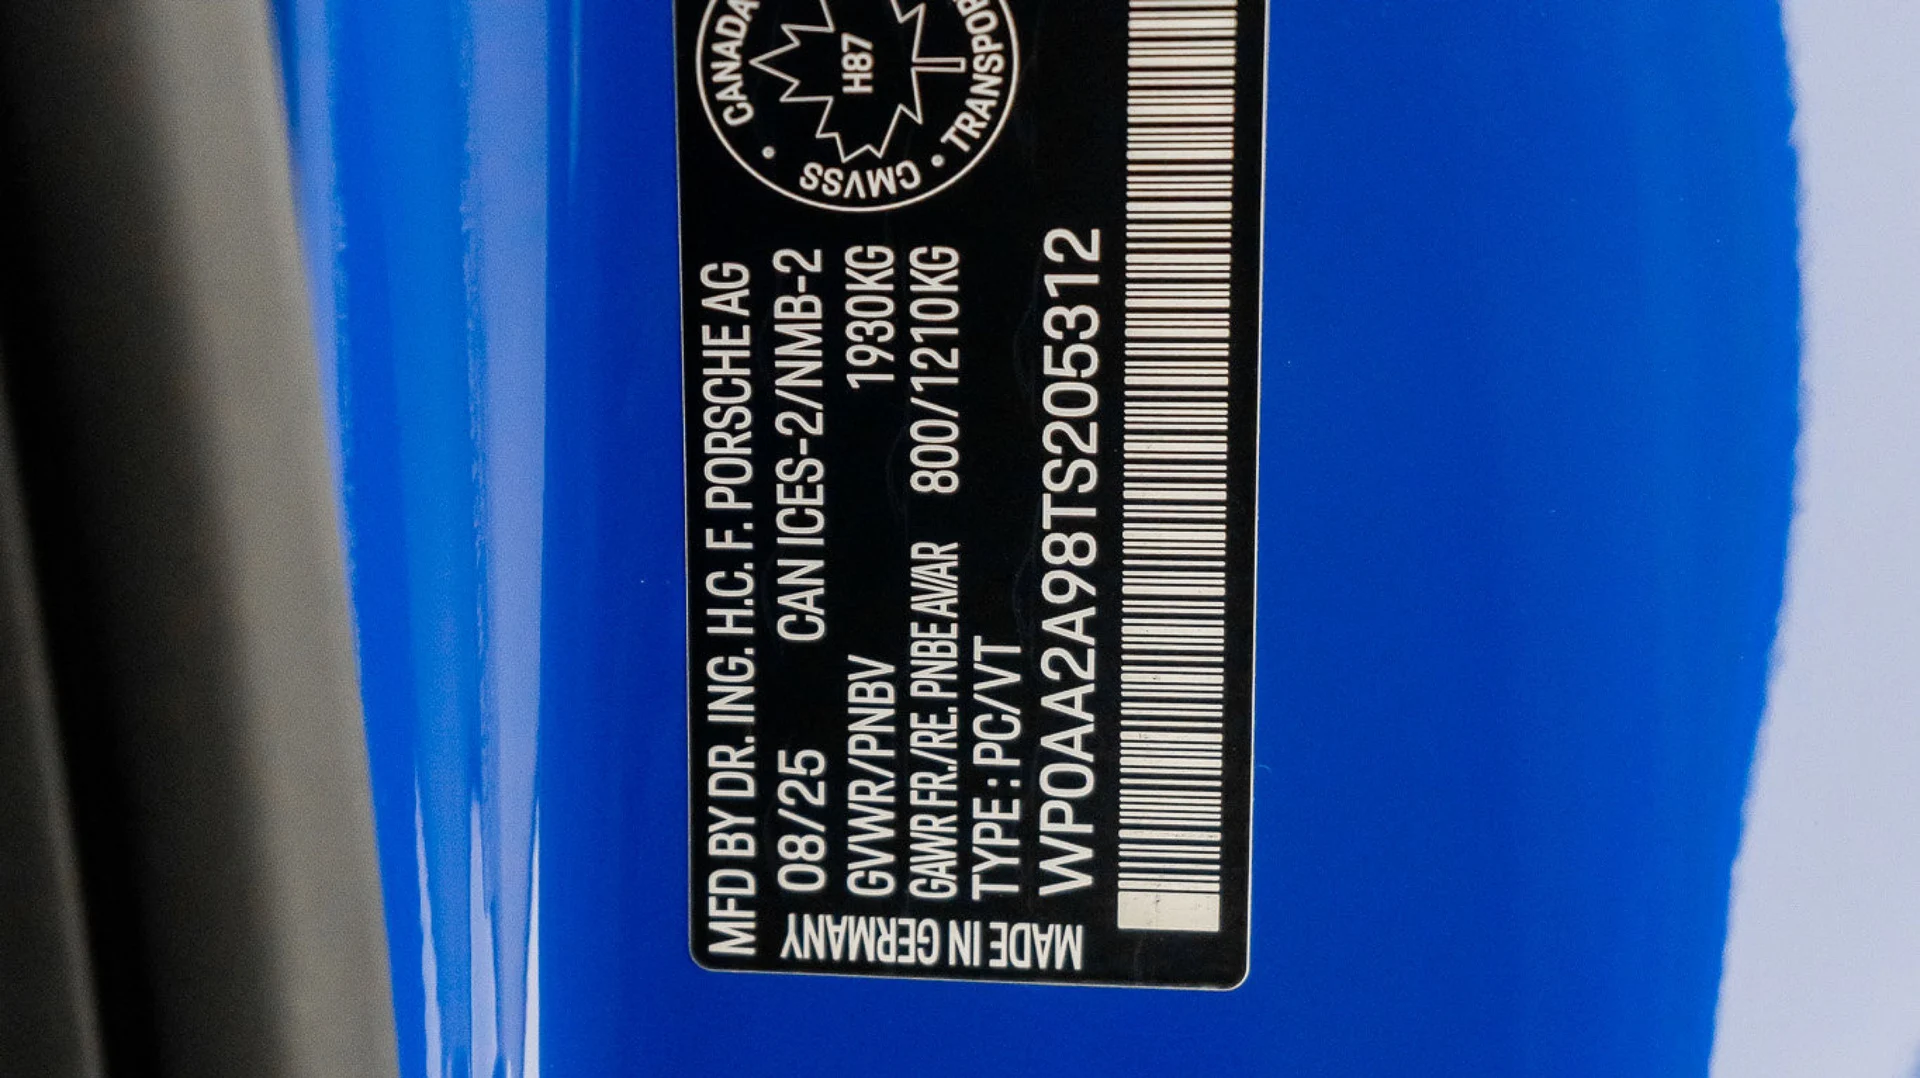 CANADA
TRANSPOR
CMVSS
H87
MFD BY DR. ING. H.C. F. PORSCHE AG
08/25 CAN ICES-2/NMB-2
GVWR/PNBV 1930KG
GAWR FR./RE. PNBE AV/AR 800/1210KG
TYPE : PC/VT
WP0AA2A98TS205312
MADE IN GERMANY